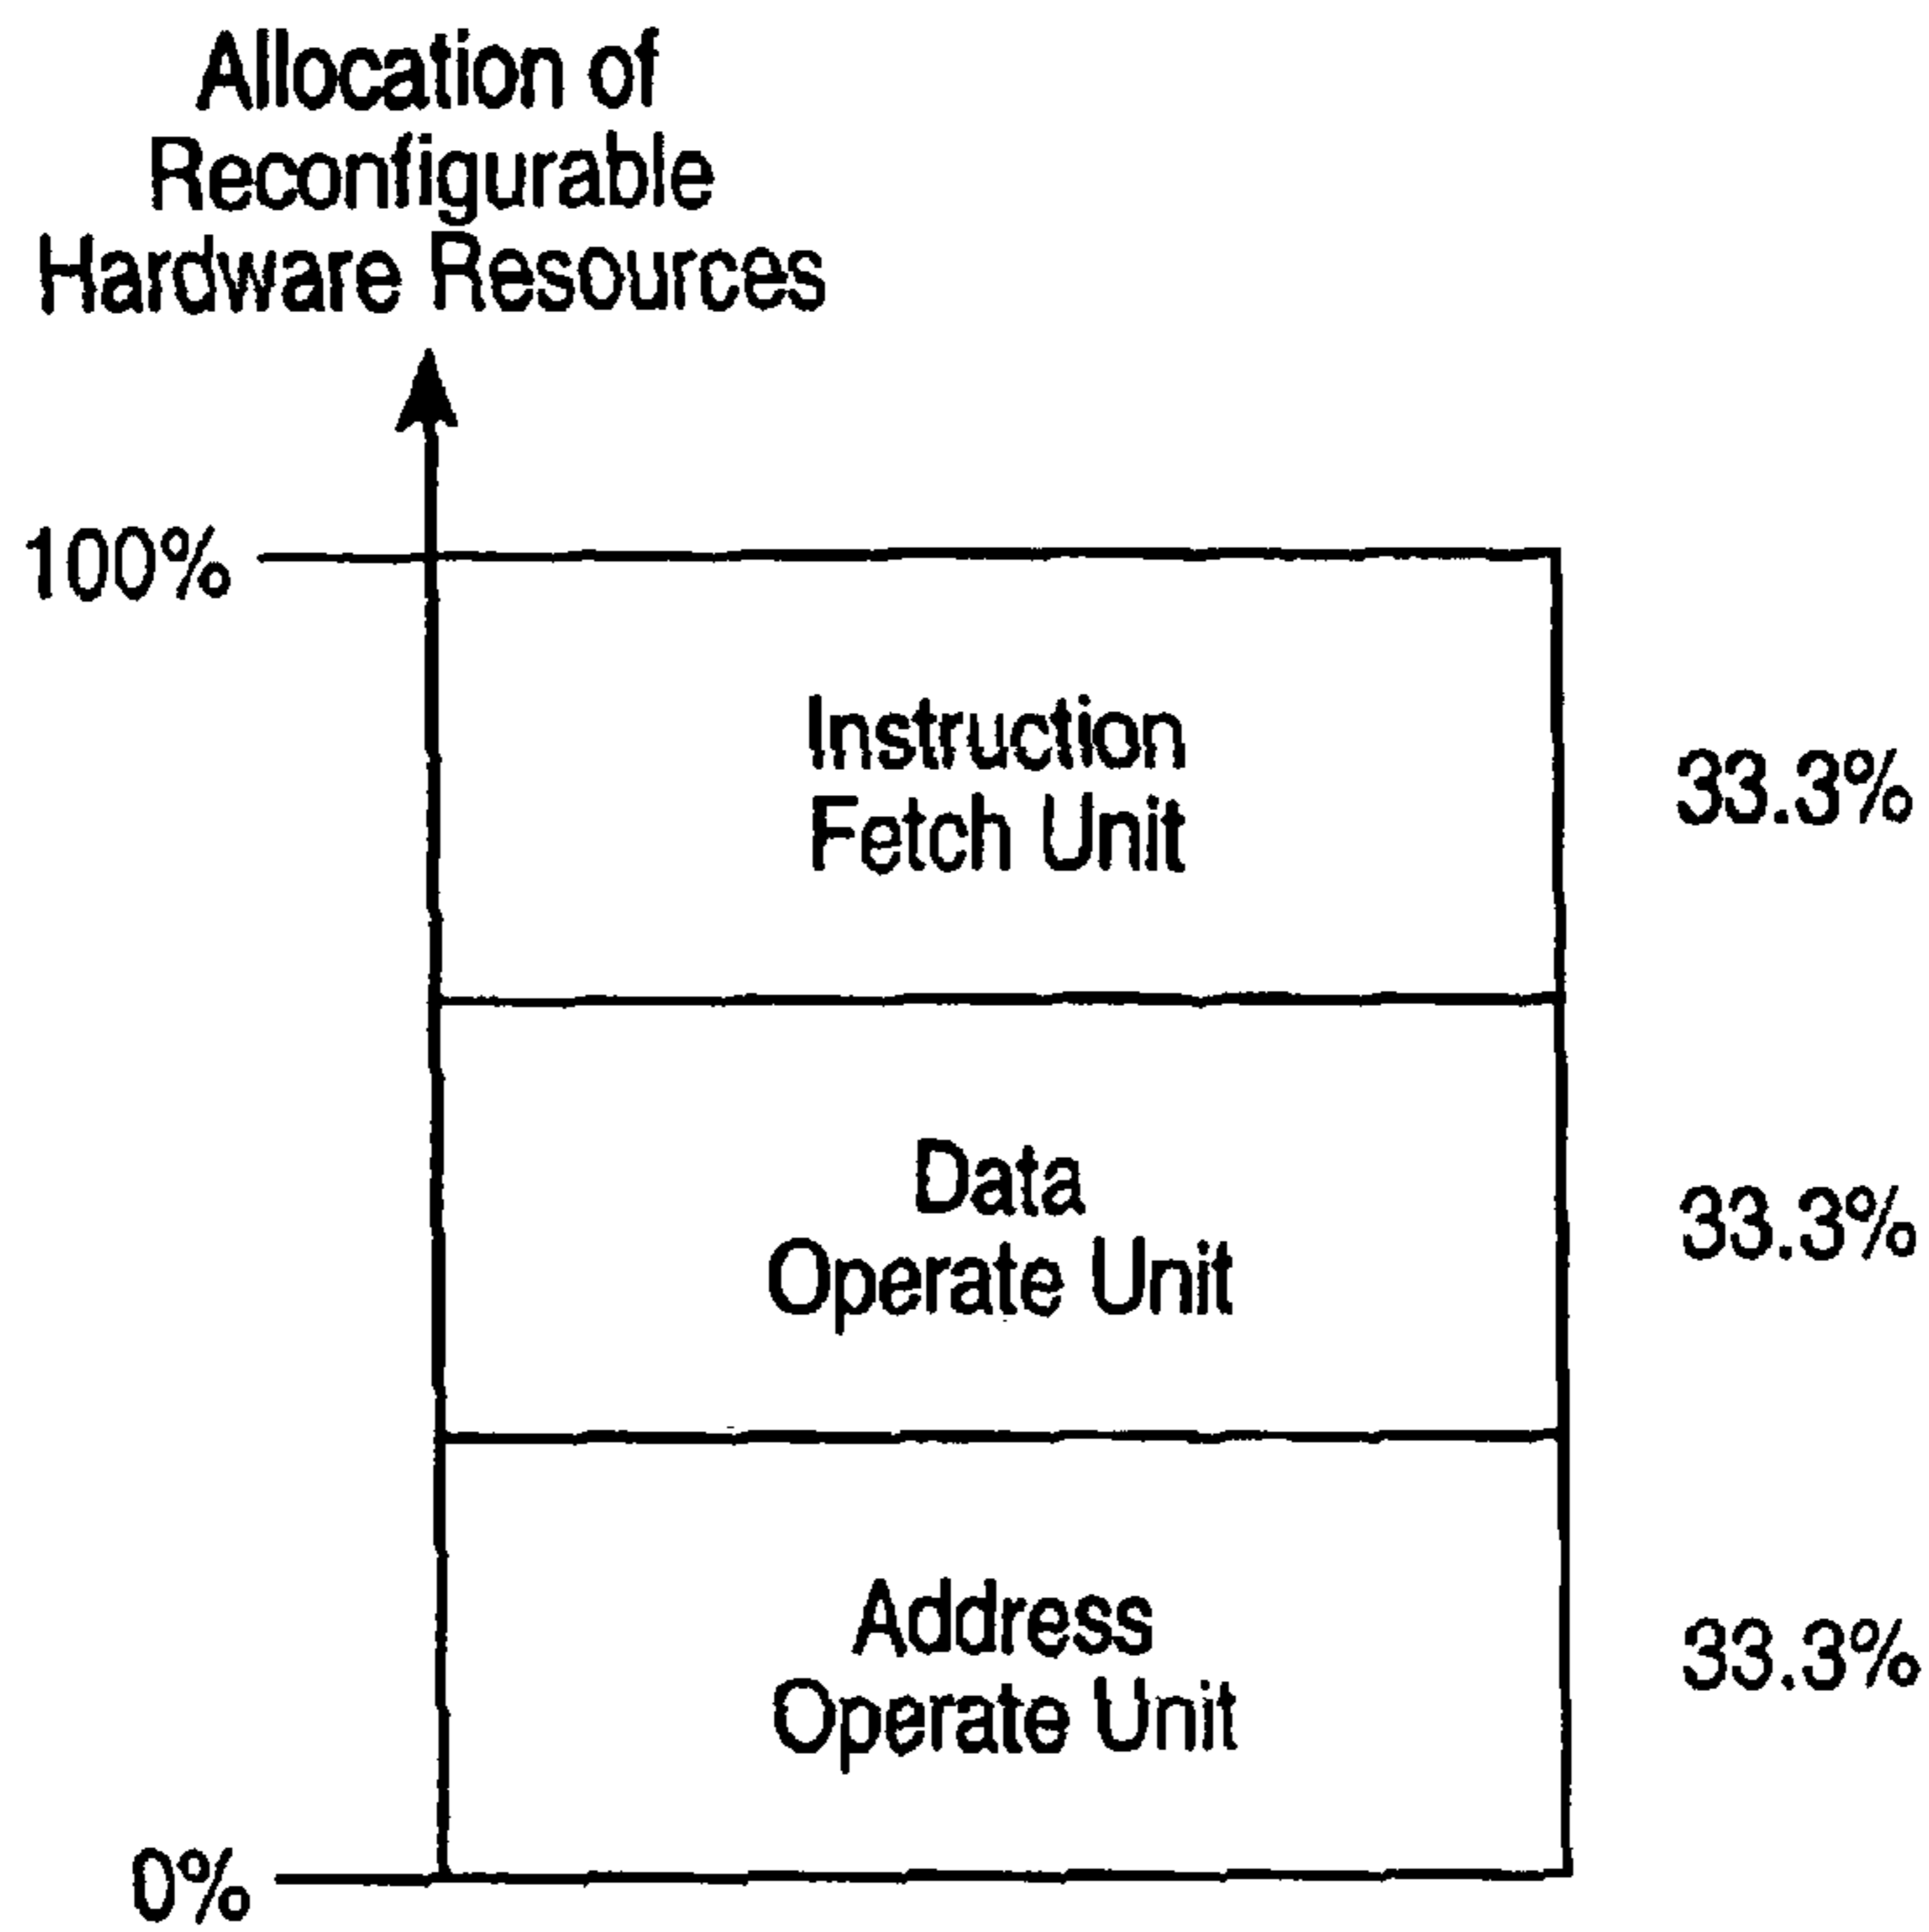 Allocation of
Reconfigurable
Hardware Resources
100%
Instruction
Fetch Unit
33.3%
Data
Operate Unit
33.3%
Address
Operate Unit
33.3%
0%